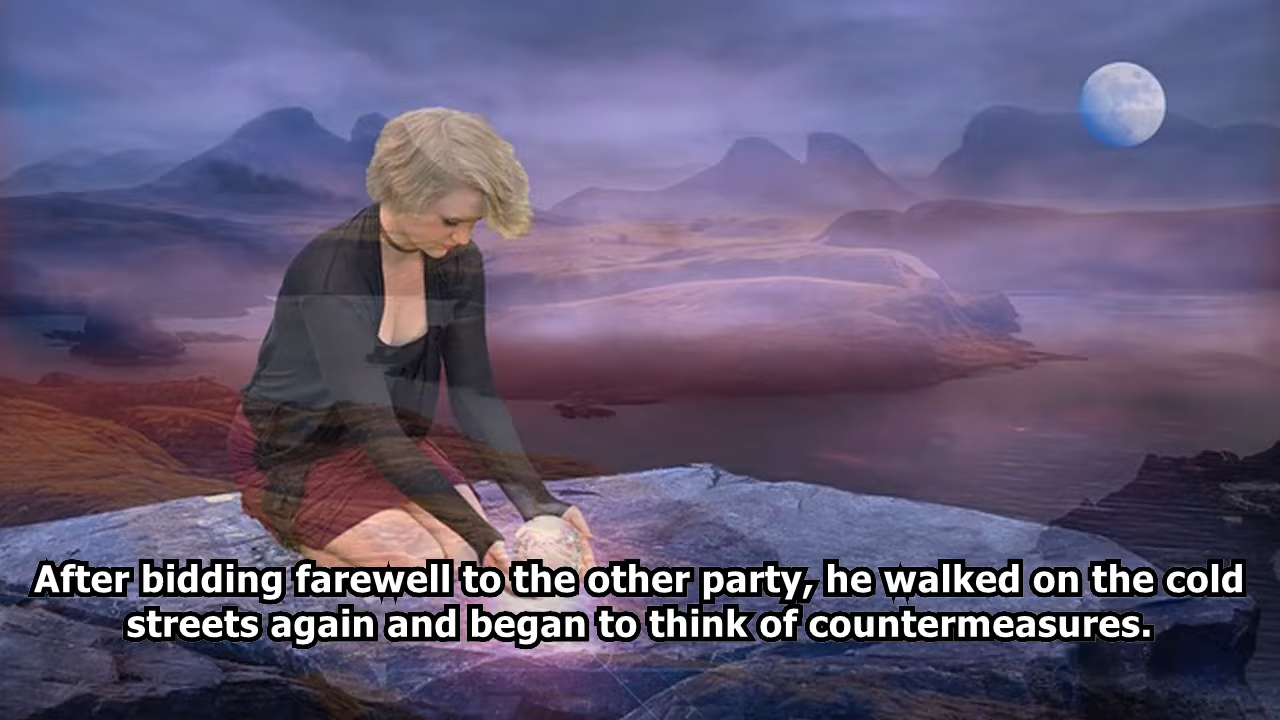 After bidding farewell to the other party, he walked on the cold
streets again and began to think of countermeasures.